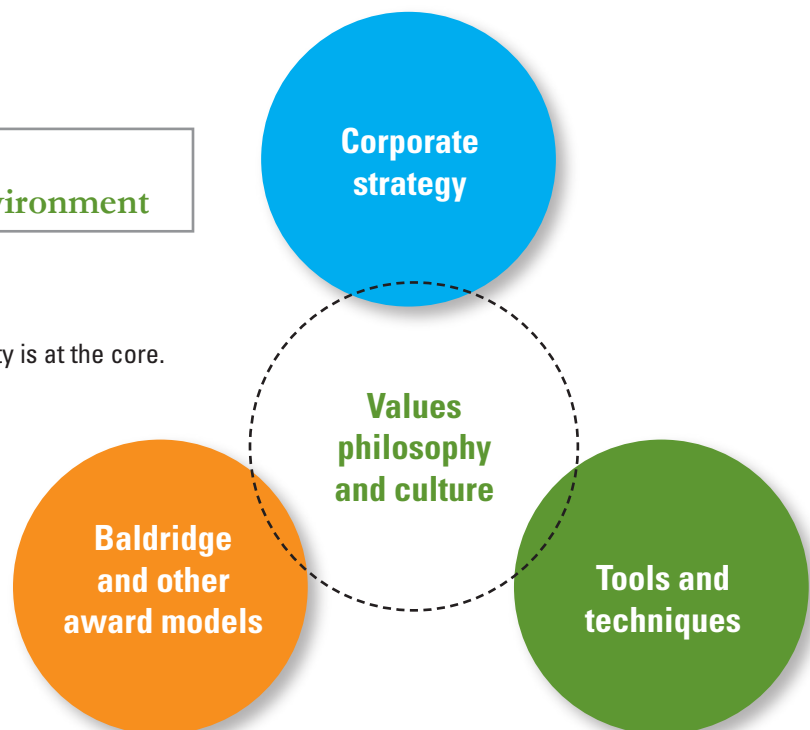 Corporate
strategy
vironment
ty is at the core.
Values
philosophy
and culture
Baldridge
and other
award models
Tools and
techniques